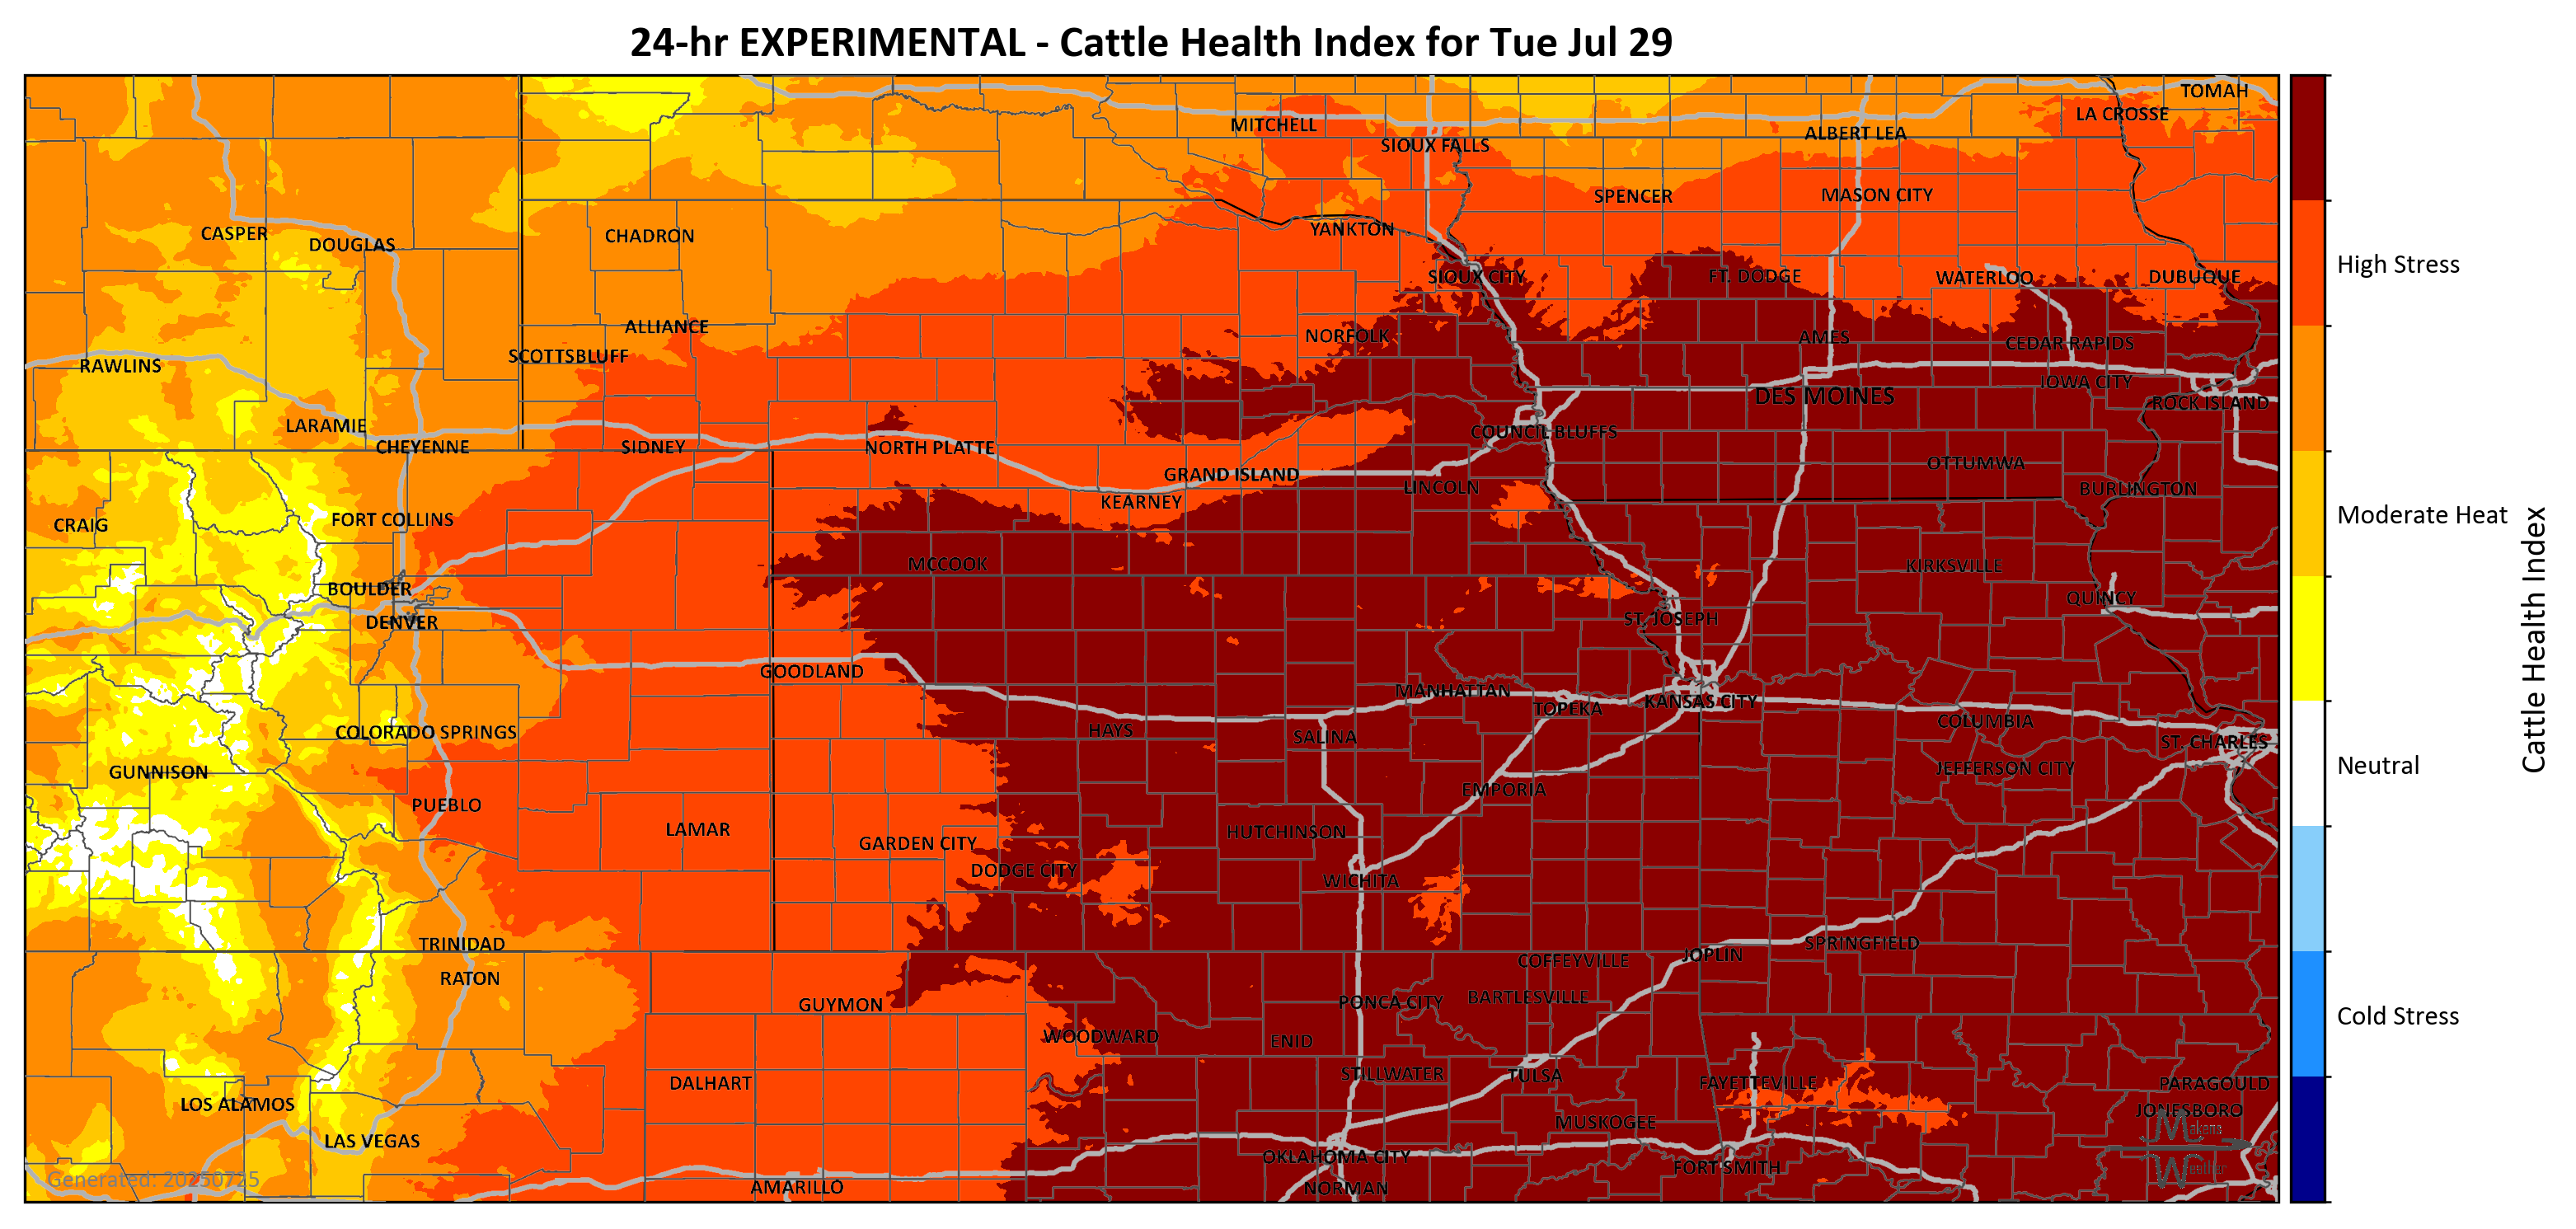 24-hr EXPERIMENTAL - Cattle Health Index for Tue Jul 29
TOMAH
LA CROSSE
MITCHELL
ALBERT LEA
SIOUX FALLS
SPENCER
MASON CITY
CASPER
DOUGLAS
CHADRON
YANKTON
SIOUX CITY
FT. DODGE
WATERLOO
DUBUQUE
High Stress
ALLIANCE
NORFOLK
AMES
CEDAR RAPIDS
SCOTTSBLUFF
RAWLINS
IOWA CITY
DES MOINES
ROCK ISLAND
LARAMIE
COUNCIL BLUFFS
CHEYENNE
SIDNEY
NORTH PLATTE
OTTUMWA
GRAND ISLAND
LINCOLN
BURLINGTON
KEARNEY
CRAIG
FORT COLLINS
Moderate Heat
MCCOOK
KIRKSVILLE
BOULDER
QUINCY
DENVER
ST. JOSEPH
Cattle Health Index
GOODLAND
MANHATTAN
TOPEKA
KANSAS CITY
COLUMBIA
COLORADO SPRINGS
HAYS
SALINA
ST. CHARLES
GUNNISON
JEFFERSON CITY
Neutral
EMPORIA
PUEBLO
LAMAR
HUTCHINSON
GARDEN CITY
DODGE CITY
WICHITA
TRINIDAD
SPRINGFIELD
JOPLIN
COFFEYVILLE
RATON
GUYMON
PONCA CITY
BARTLESVILLE
Cold Stress
WOODWARD
ENID
STILLWATER
TULSA
DALHART
FAYETTEVILLE
PARAGOULD
LOS ALAMOS
JONESBORO
MUSKOGEE
Makens
Weather
LAS VEGAS
OKLAHOMA CITY
FORT SMITH
Generated: 20250725
AMARILLO
NORMAN